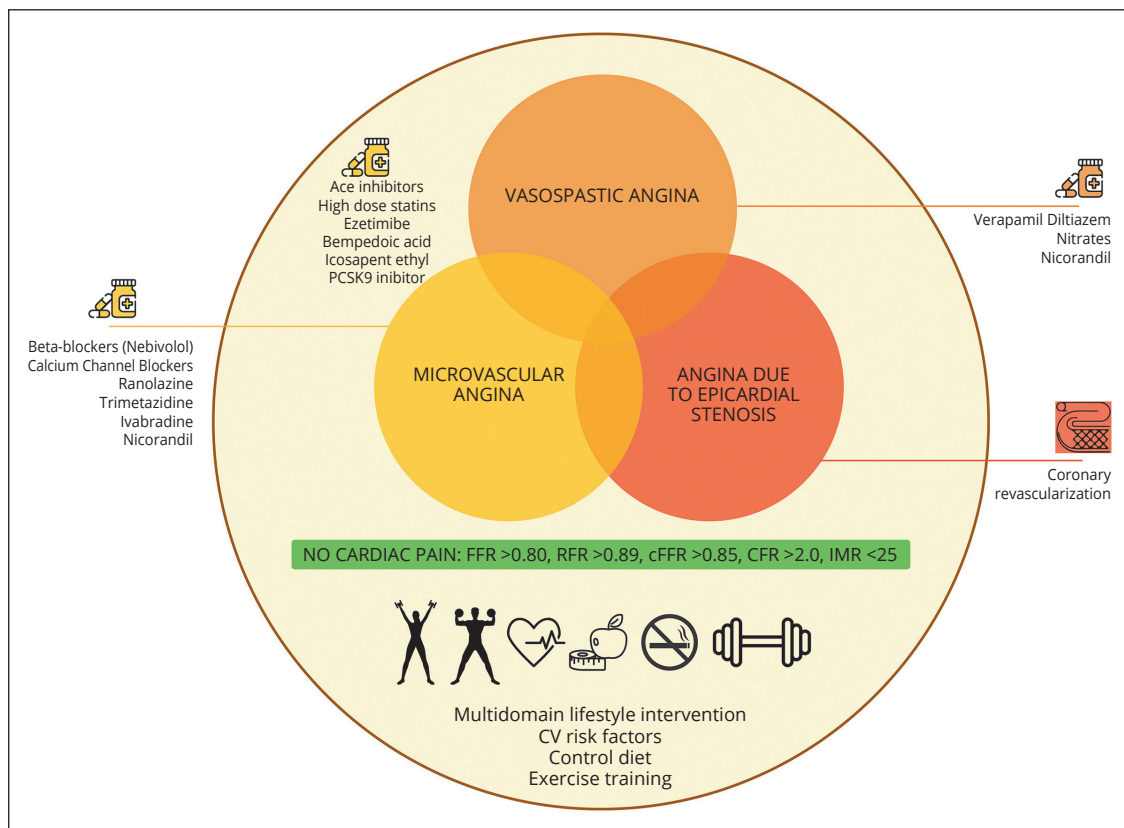 Ace inhibitors
High dose statins
Ezetimibe
Bempedoic acid
Icosapent ethyl
PCSK9 inibitor
VASOSPASTIC ANGINA
Verapamil Diltiazem
Nitrates
Nicorandil
Beta-blockers (Nebivolol)
Calcium Channel Blockers
Ranolazine
Trimetazidine
Ivabradine
Nicorandil
MICROVASCULAR
ANGINA
ANGINA DUE
TO EPICARDIAL
STENOSIS
Coronary
revascularization
NO CARDIAC PAIN: FFR >0.80, RFR >0.89, cFFR >0.85, CFR >2.0, IMR <25
Multidomain lifestyle intervention
CV risk factors
Control diet
Exercise training